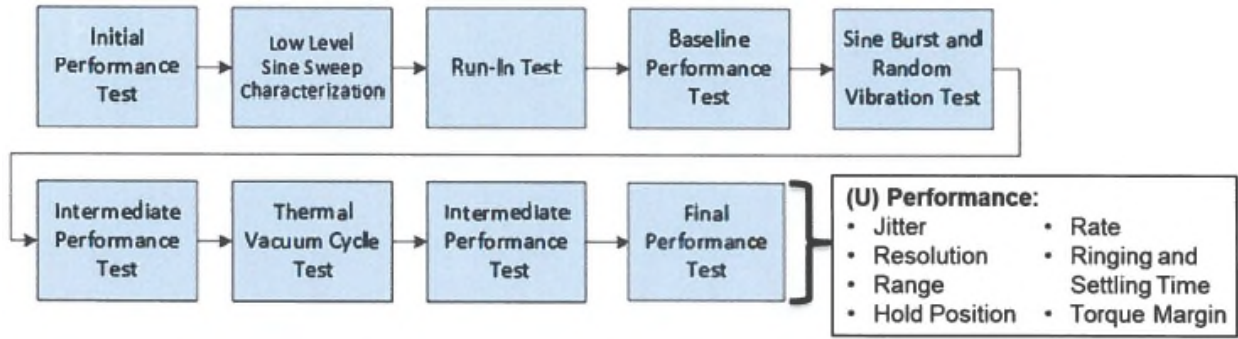 Initial
Performance
Test
Low Level
Sine Sweep
Characterization
Run-In Test
Baseline
Performance
Test
Sine Burst and
Random
Vibration Test
Intermediate
Performance
Test
Thermal
Vacuum Cycle
Test
Intermediate
Performance
Test
Final
Performance
Test
(U) Performance:
• Jitter
• Resolution
• Range
• Hold Position
• Rate
• Ringing and
Settling Time
• Torque Margin